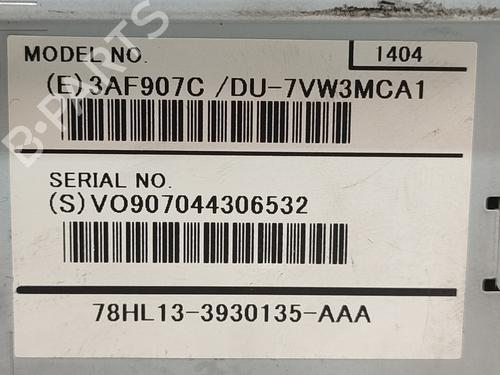 MODEL NO.
1404
(E)3AF907C /DU-7VW3MCA1
SERIAL NO.
(S)VO907044306532
78HL13-3930135-AAA
B-PARTS